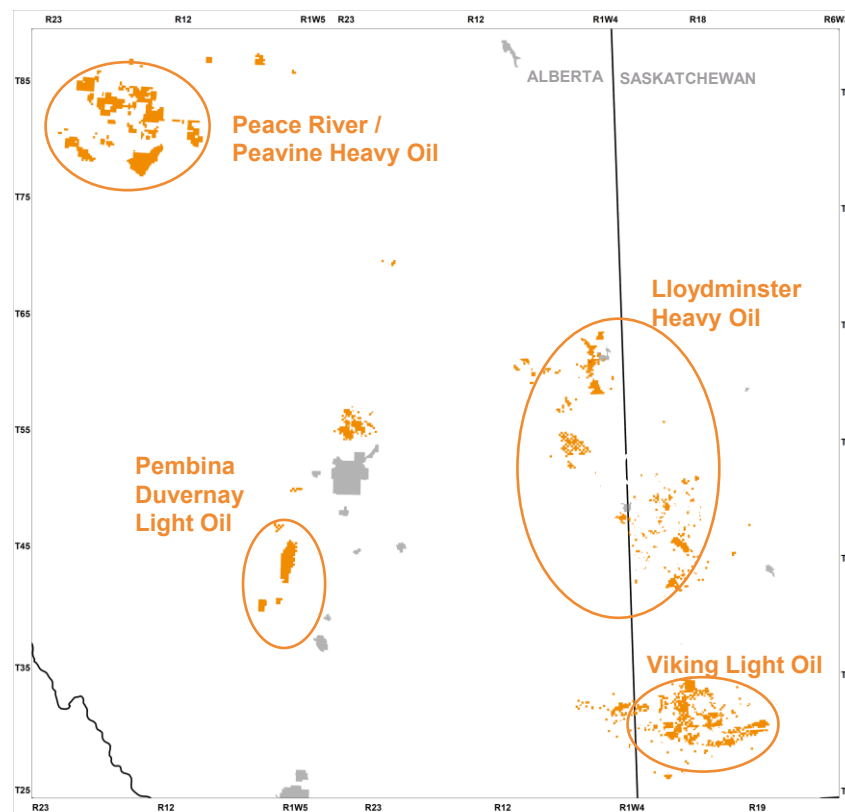 R23 R12 R1W5 R23 R12 R1W4 R18 R6W3
ALBERTA SASKATCHEWAN
T85
Peace River /
Peavine Heavy Oil
T75
Lloydminster
Heavy Oil
T65
T55
Pembina
Duvernay
Light Oil
T45
Viking Light Oil
T35
T25
R23 R12 R1W5 R23 R12 R1W4 R19